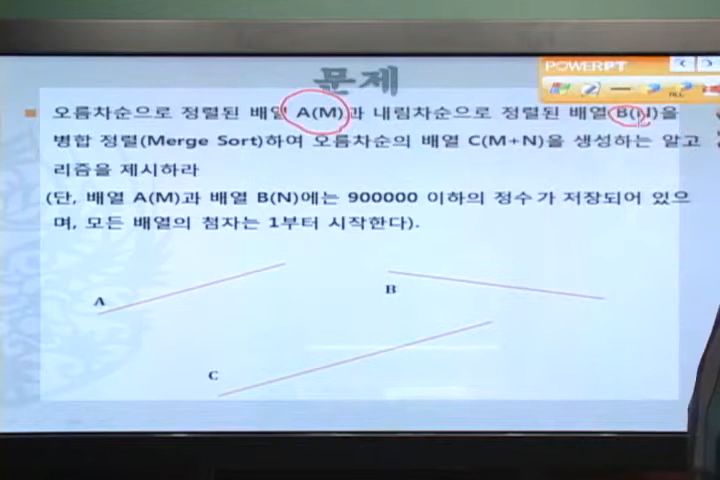 문제
POWERPT
오름차순으로 정렬된 배열 A(M)과 내림차순으로 정렬된 배열 B(N)을
병합 정렬(Merge Sort)하여 오름차순의 배열 C(M+N)을 생성하는 알고
리즘을 제시하라
(단, 배열 A(M)과 배열 B(N)에는 900000 이하의 정수가 저장되어 있으
며, 모든 배열의 첨자는 1부터 시작한다).
A
B
C